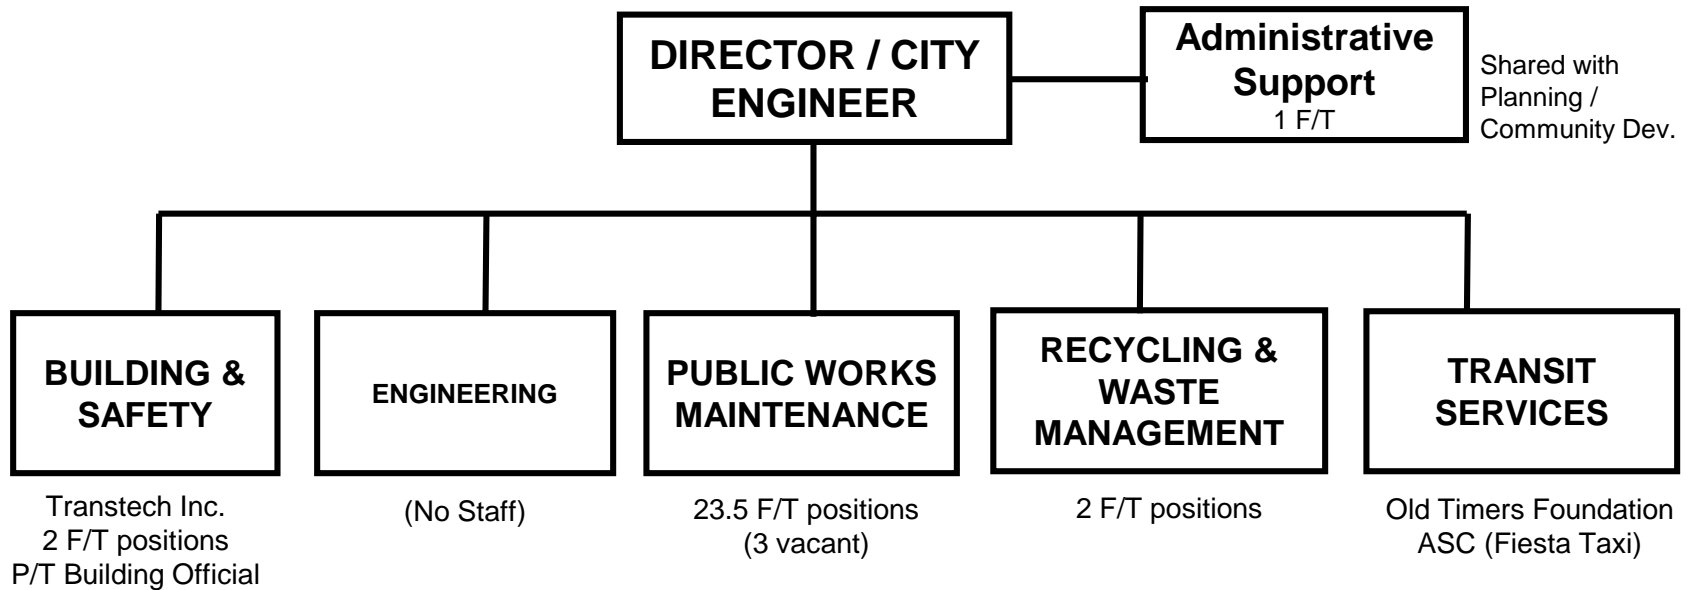 DIRECTOR / CITY
ENGINEER
Administrative
Support
1 F/T
Shared with
Planning /
Community Dev.
BUILDING &
SAFETY
Transtech Inc.
2 F/T positions
P/T Building Official
ENGINEERING
(No Staff)
PUBLIC WORKS
MAINTENANCE
23.5 F/T positions
(3 vacant)
RECYCLING &
WASTE
MANAGEMENT
2 F/T positions
TRANSIT
SERVICES
Old Timers Foundation
ASC (Fiesta Taxi)